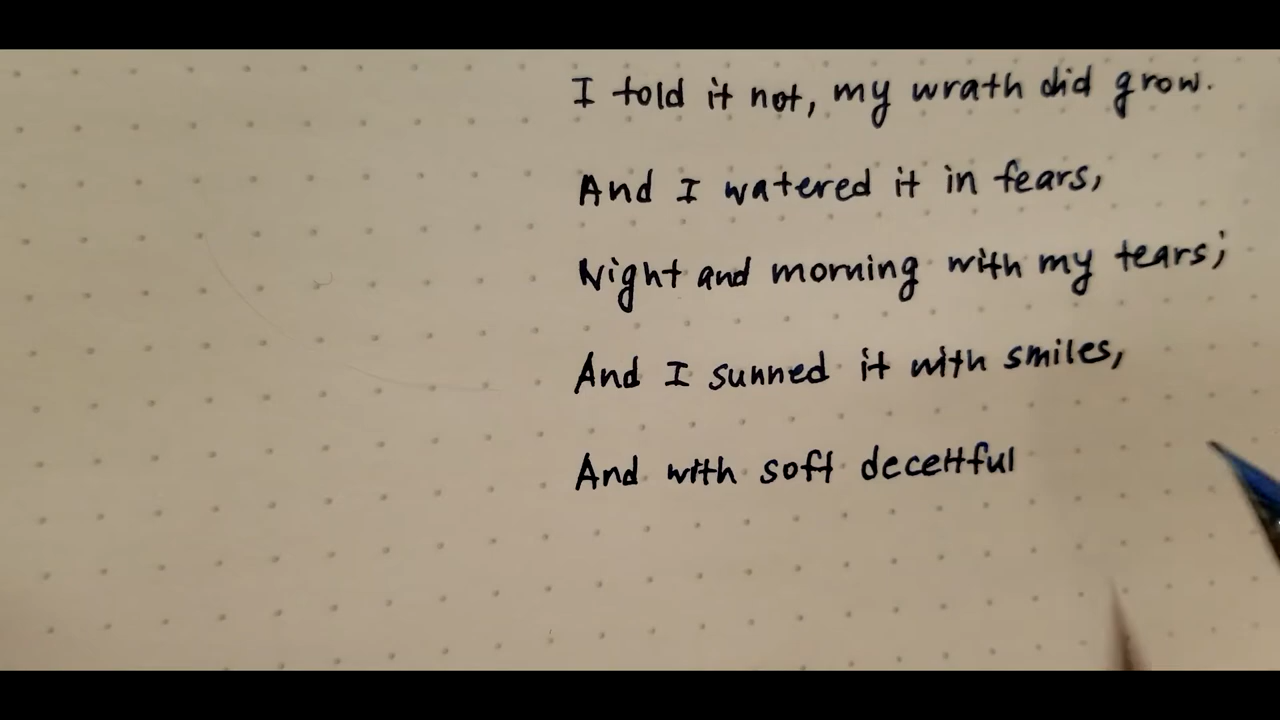 I told it not, my wrath did grow.
And I watered it in fears,
Night and morning with my tears;
And I sunned it with smiles,
And with soft deceitful